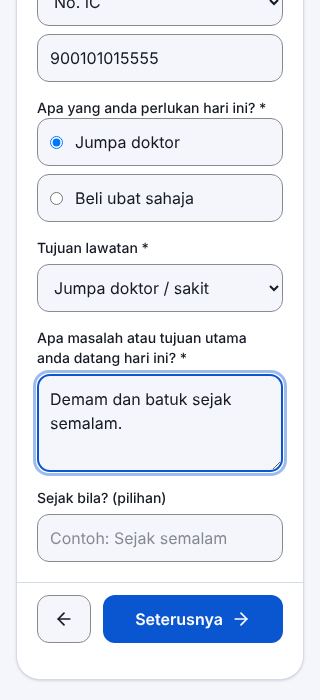 No. IC
900101015555
Apa yang anda perlukan hari ini? *
Jumpa doktor
Beli ubat sahaja
Tujuan lawatan *
Jumpa doktor / sakit
Apa masalah atau tujuan utama
anda datang hari ini? *
Demam dan batuk sejak
semalam.
Sejak bila? (pilihan)
Contoh: Sejak semalam
Seterusnya